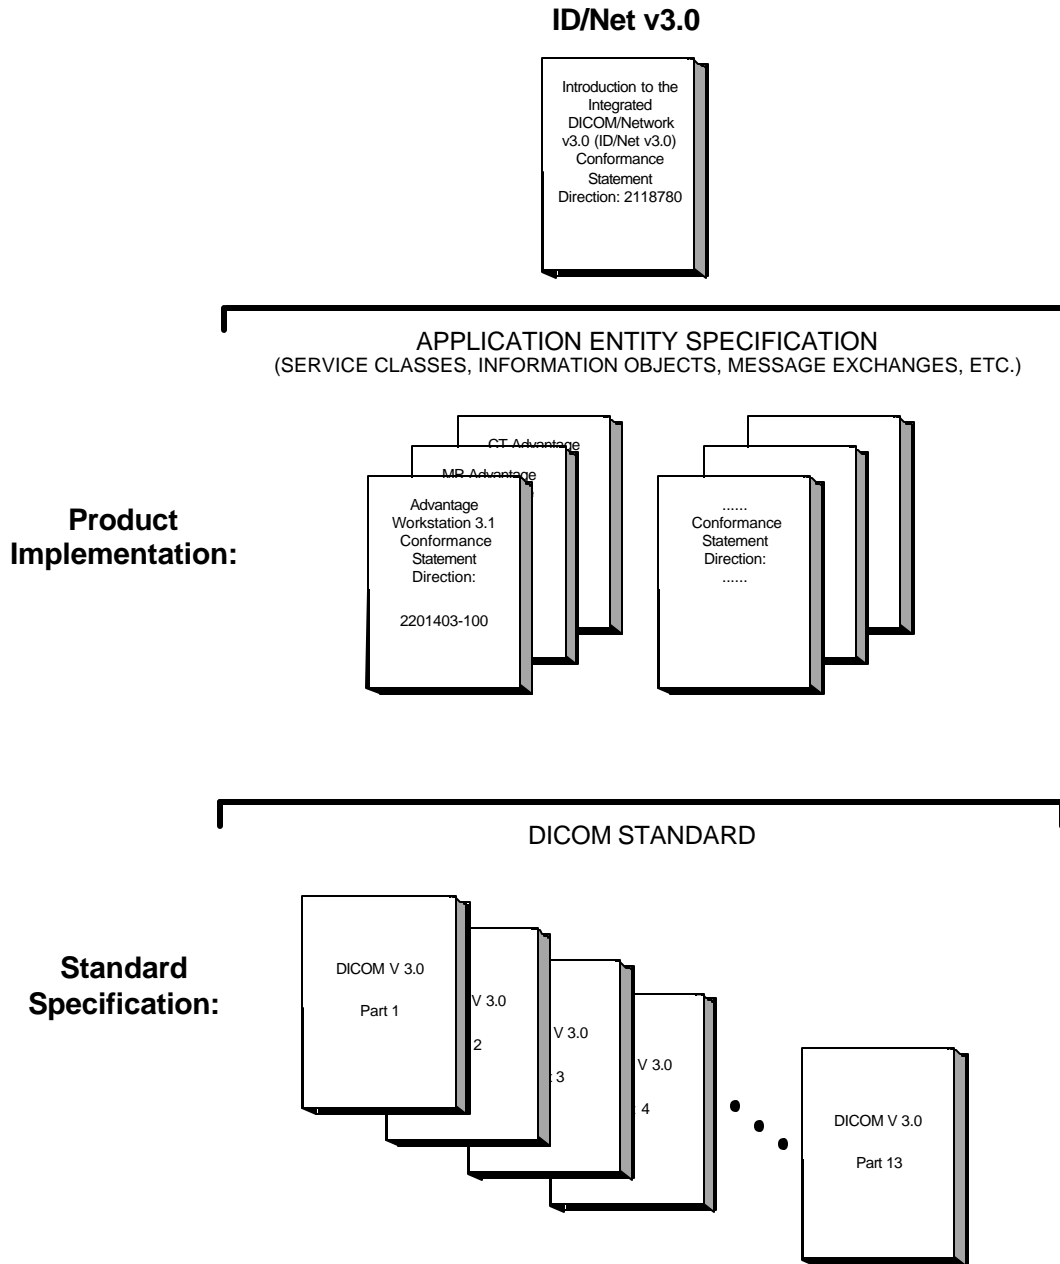 ID/Net v3.0
Introduction to the
Integrated
DICOM/Network
v3.0 (ID/Net v3.0)
Conformance
Statement
Direction: 2118780
APPLICATION ENTITY SPECIFICATION
(SERVICE CLASSES, INFORMATION OBJECTS, MESSAGE EXCHANGES, ETC.)
Product
Implementation:
CT Advantage
MR Advantage
Advantage
Workstation 3.1
Conformance
Statement
Direction:
2201403-100
......
Conformance
Statement
Direction:
......
DICOM STANDARD
Standard
Specification:
DICOM V 3.0
Part 1
V 3.0
2
V 3.0
3
V 3.0
4
DICOM V 3.0
Part 13